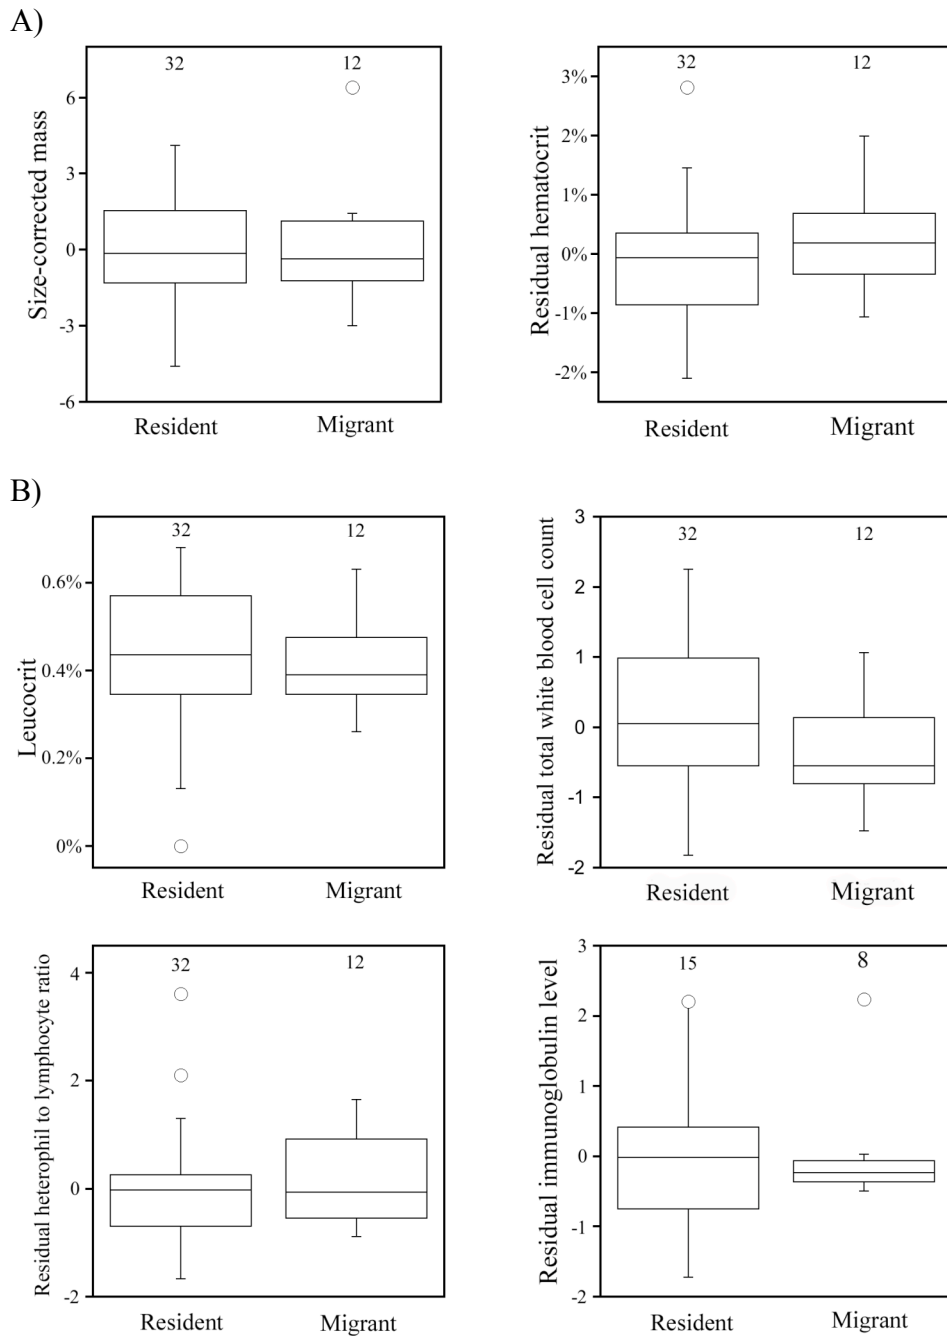 A)
32
12
6
3
0
-3
-6
Size-corrected mass
Resident
Migrant
32
12
3%
2%
1%
0%
-1%
-2%
Residual hematocrit
Resident
Migrant
B)
32
12
0.6%
0.4%
0.2%
0%
Leucocrit
Resident
Migrant
3
32
12
2
1
0
-1
-2
Residual total white blood cell count
Resident
Migrant
32
12
4
2
0
-2
Residual heterophil to lymphocyte ratio
Resident
Migrant
3
15
8
2
1
0
-1
-2
Residual immunoglobulin level
Resident
Migrant